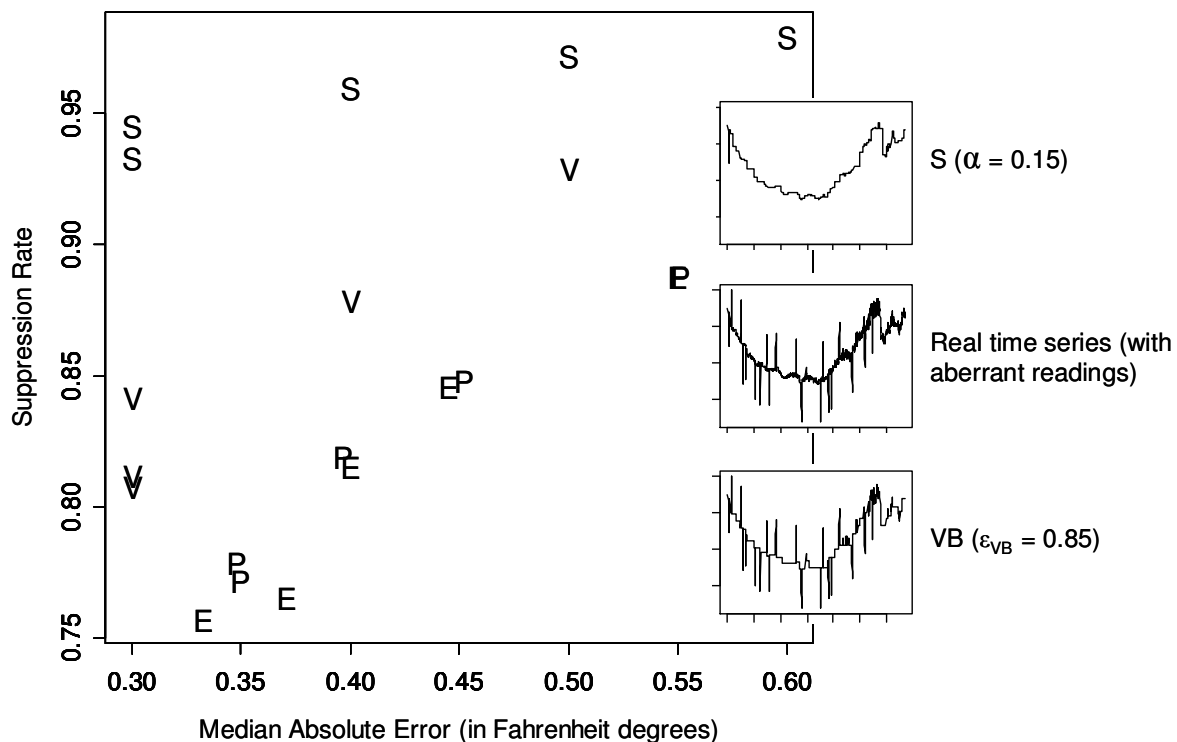 Suppression Rate
0.95
0.90
0.85
0.80
0.75
S
S
S
S
S
V
V
V
V
V
EP
E P
P E
P
P
E
E
S (α = 0.15)
Real time series (with
aberrant readings)
VB (εVB = 0.85)
0.30 0.35 0.40 0.45 0.50 0.55 0.60
Median Absolute Error (in Fahrenheit degrees)